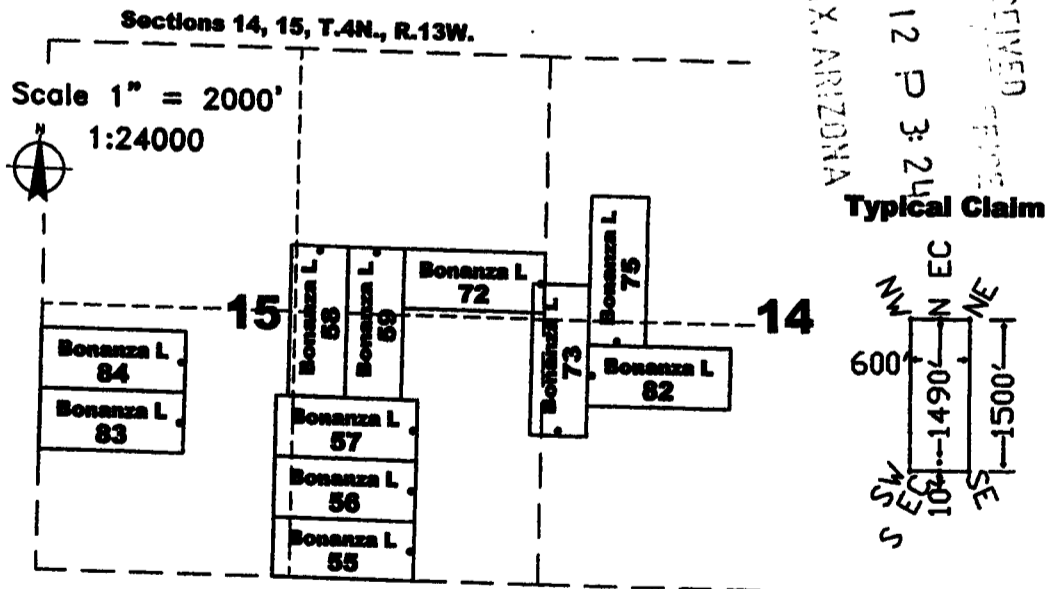 Sections 14, 15, T.4N., R.13W.
Scale 1" = 2000'
1:24000
N
12 P 3:24
X, ARIZONA
Typical Claim
NW
N EC
NE
600'
1490'
1500'
10'
SW
S EC
SE
15
14
Bonanza L
58
Bonanza L
59
Bonanza L
72
Bonanza L
73
Bonanza L
75
Bonanza L
82
Bonanza L
84
Bonanza L
83
Bonanza L
57
Bonanza L
56
Bonanza L
55